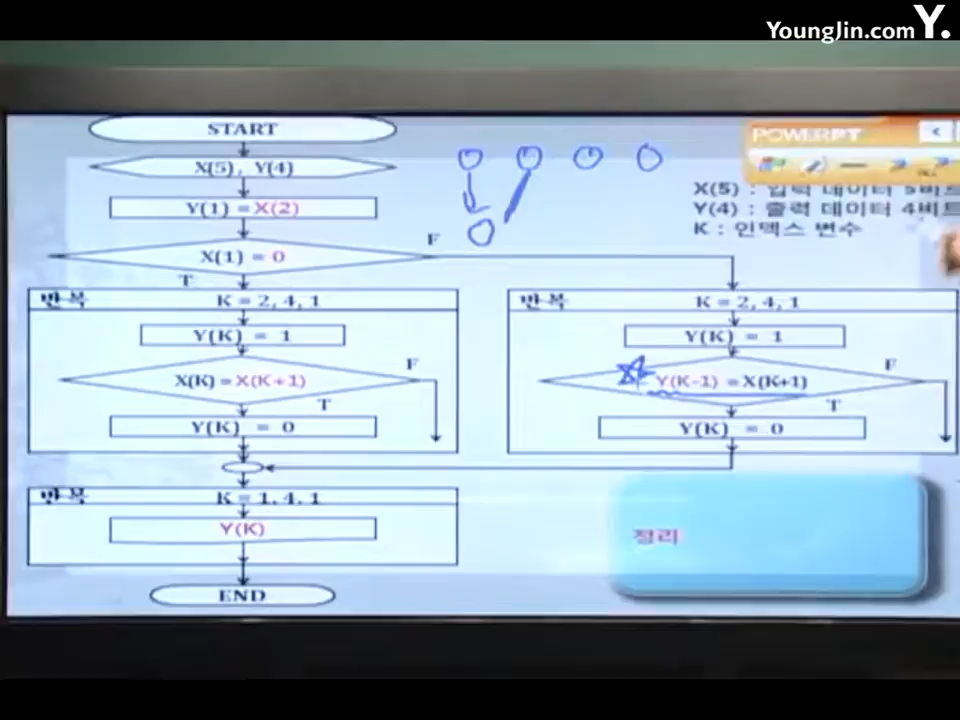 YoungJin.com Y.
START
X(5) , Y(4)
Y(1) = X(2)
X(1) = 0
F
T
반복 K = 2, 4, 1
Y(K) = 1
X(K) = X(K+1)
F
T
Y(K) = 0
반복 K = 1, 4, 1
Y(K)
END
POWERPT
X(5) : 입력 데이터 5비트
Y(4) : 출력 데이터 4비트
K : 인덱스 변수
반복 K = 2, 4, 1
Y(K) = 1
Y(K-1) = X(K+1)
F
T
Y(K) = 0
정리